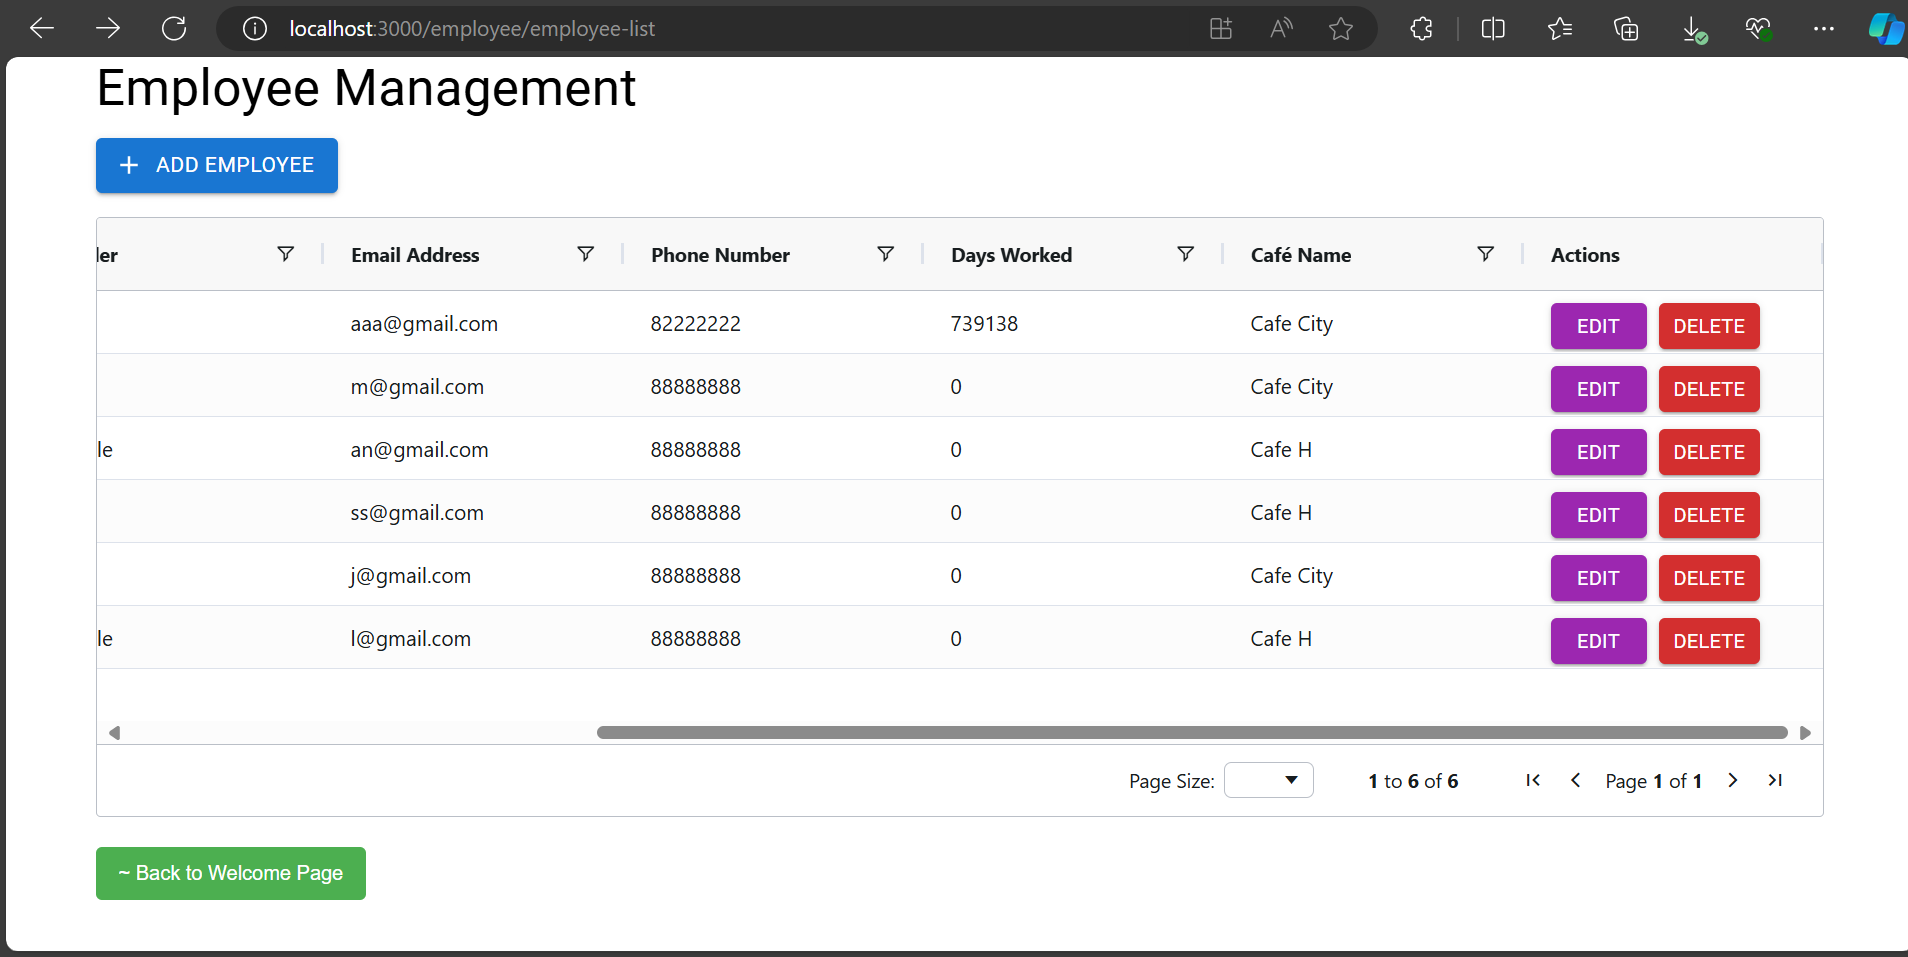 localhost:3000/employee/employee-list
Employee Management
+ ADD EMPLOYEE
der Email Address Phone Number Days Worked Café Name Actions
aaa@gmail.com 82222222 739138 Cafe City EDIT DELETE
m@gmail.com 88888888 0 Cafe City EDIT DELETE
le an@gmail.com 88888888 0 Cafe H EDIT DELETE
ss@gmail.com 88888888 0 Cafe H EDIT DELETE
j@gmail.com 88888888 0 Cafe City EDIT DELETE
le l@gmail.com 88888888 0 Cafe H EDIT DELETE
Page Size: 1 to 6 of 6 Page 1 of 1
~ Back to Welcome Page